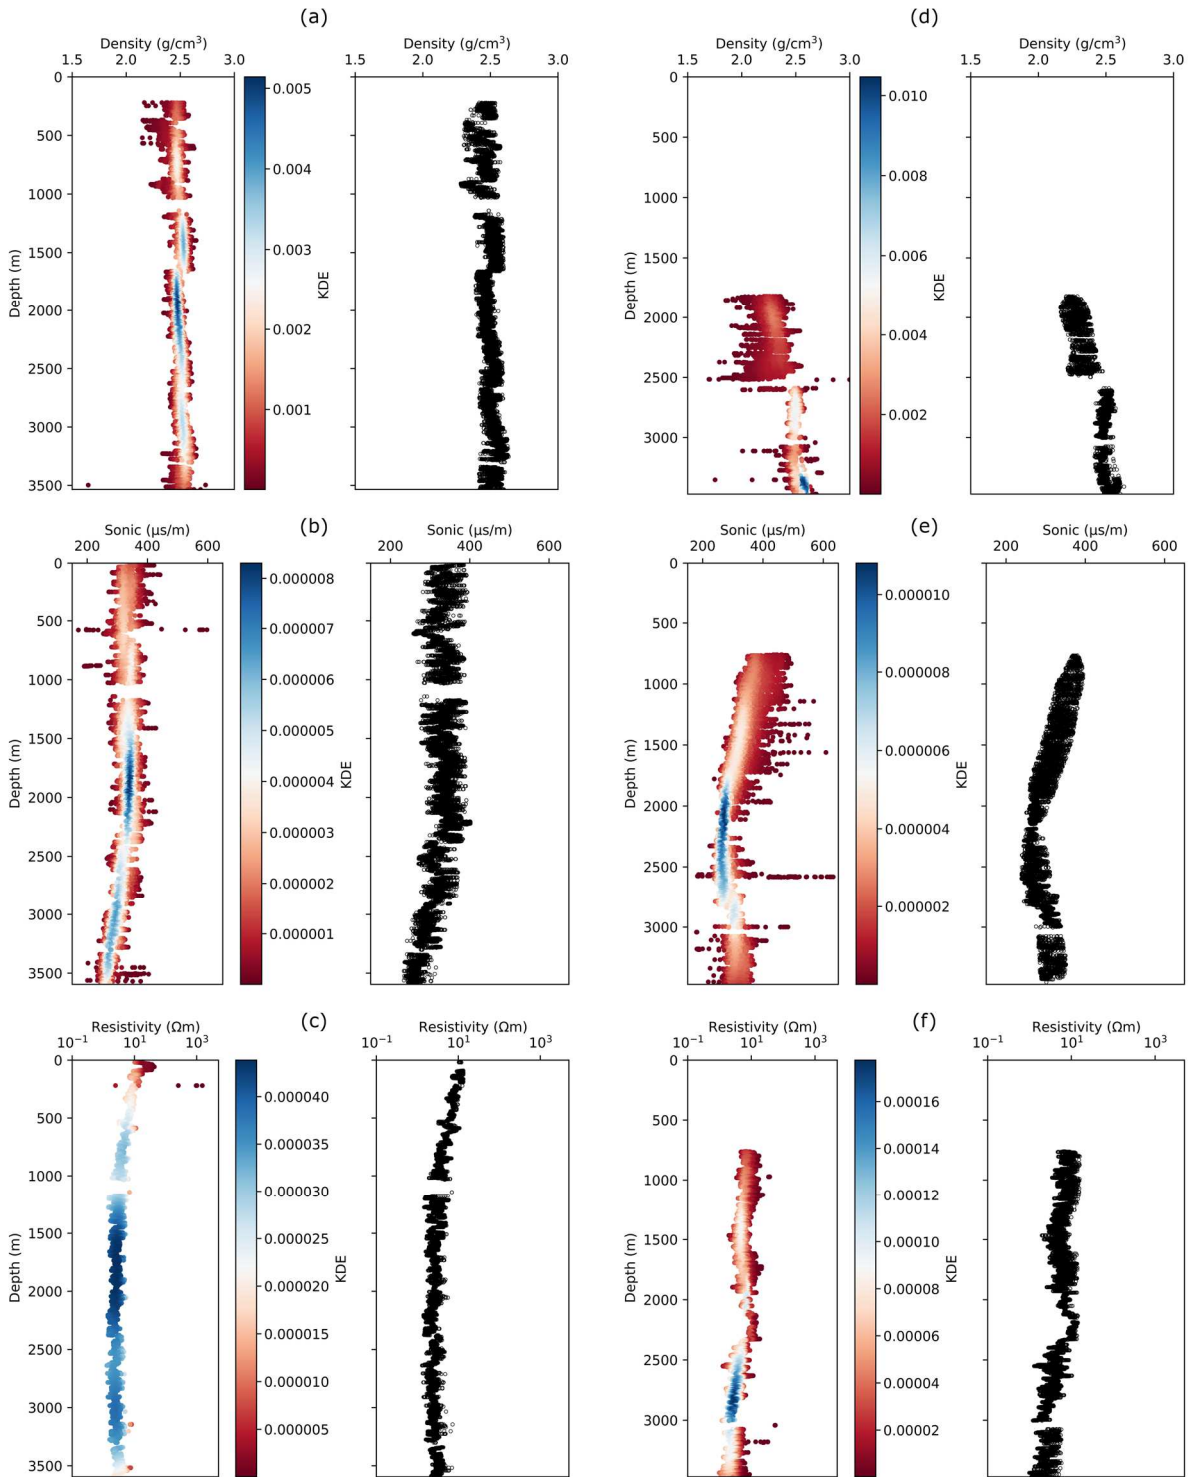 (a)
Density (g/cm³)
1.5 2.0 2.5 3.0
Density (g/cm³)
1.5 2.0 2.5 3.0
0
500
1000
1500
2000
2500
3000
3500
Depth (m)
0.005
0.004
0.003
0.002
0.001
KDE
(d)
Density (g/cm³)
1.5 2.0 2.5 3.0
Density (g/cm³)
1.5 2.0 2.5 3.0
0
500
1000
1500
2000
2500
3000
Depth (m)
0.010
0.008
0.006
0.004
0.002
KDE
(b)
Sonic (μs/m)
200 400 600
Sonic (μs/m)
200 400 600
0
500
1000
1500
2000
2500
3000
3500
Depth (m)
0.000008
0.000007
0.000006
0.000005
0.000004
0.000003
0.000002
0.000001
KDE
(e)
Sonic (μs/m)
200 400 600
Sonic (μs/m)
200 400 600
0
500
1000
1500
2000
2500
3000
Depth (m)
0.000010
0.000008
0.000006
0.000004
0.000002
KDE
(c)
Resistivity (Ωm)
10⁻¹ 10¹ 10³
Resistivity (Ωm)
10⁻¹ 10¹ 10³
0
500
1000
1500
2000
2500
3000
3500
Depth (m)
0.000040
0.000035
0.000030
0.000025
0.000020
0.000015
0.000010
0.000005
KDE
(f)
Resistivity (Ωm)
10⁻¹ 10¹ 10³
Resistivity (Ωm)
10⁻¹ 10¹ 10³
0
500
1000
1500
2000
2500
3000
Depth (m)
0.00016
0.00014
0.00012
0.00010
0.00008
0.00006
0.00004
0.00002
KDE